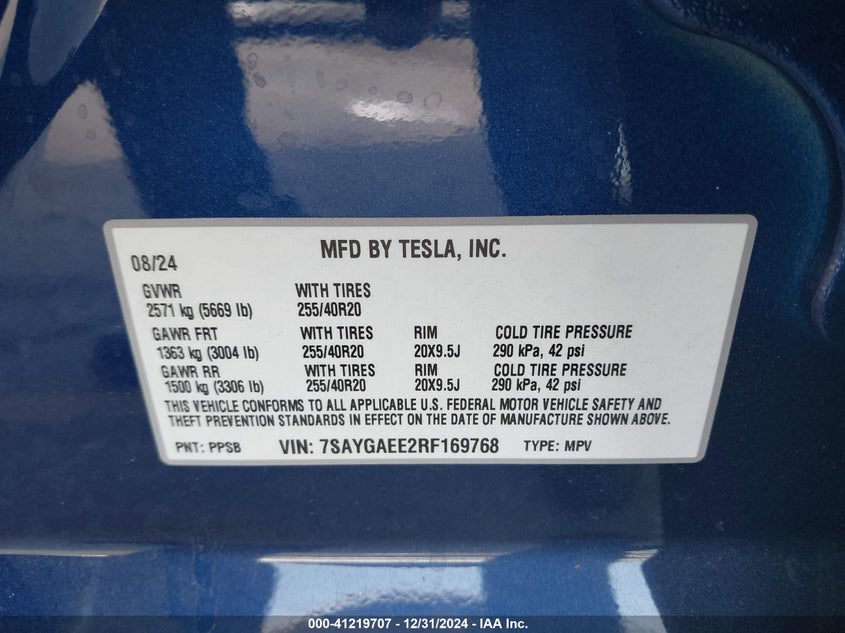 MFD BY TESLA, INC.
08/24
GVWR WITH TIRES
2571 kg (5669 lb) 255/40R20
GAWR FRT WITH TIRES RIM COLD TIRE PRESSURE
1363 kg (3004 lb) 255/40R20 20X9.5J 290 kPa, 42 psi
GAWR RR WITH TIRES RIM COLD TIRE PRESSURE
1500 kg (3306 lb) 255/40R20 20X9.5J 290 kPa, 42 psi
THIS VEHICLE CONFORMS TO ALL APPLICABLE U.S. FEDERAL MOTOR VEHICLE SAFETY AND
THEFT PREVENTION STANDARDS IN EFFECT ON THE DATE OF MANUFACTURE SHOWN ABOVE.
PNT: PPSB VIN: 7SAYGAEE2RF169768 TYPE: MPV
000-41219707 - 12/31/2024 - IAA Inc.